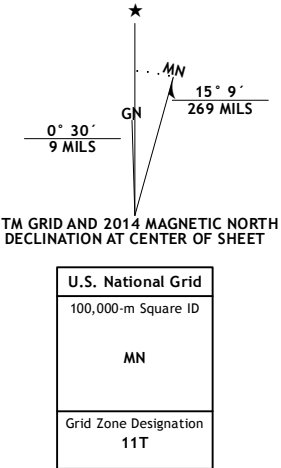 ★
MN
GN
15° 9´
269 MILS
0° 30´
9 MILS
TM GRID AND 2014 MAGNETIC NORTH
DECLINATION AT CENTER OF SHEET
U.S. National Grid
100,000-m Square ID
MN
Grid Zone Designation
11T